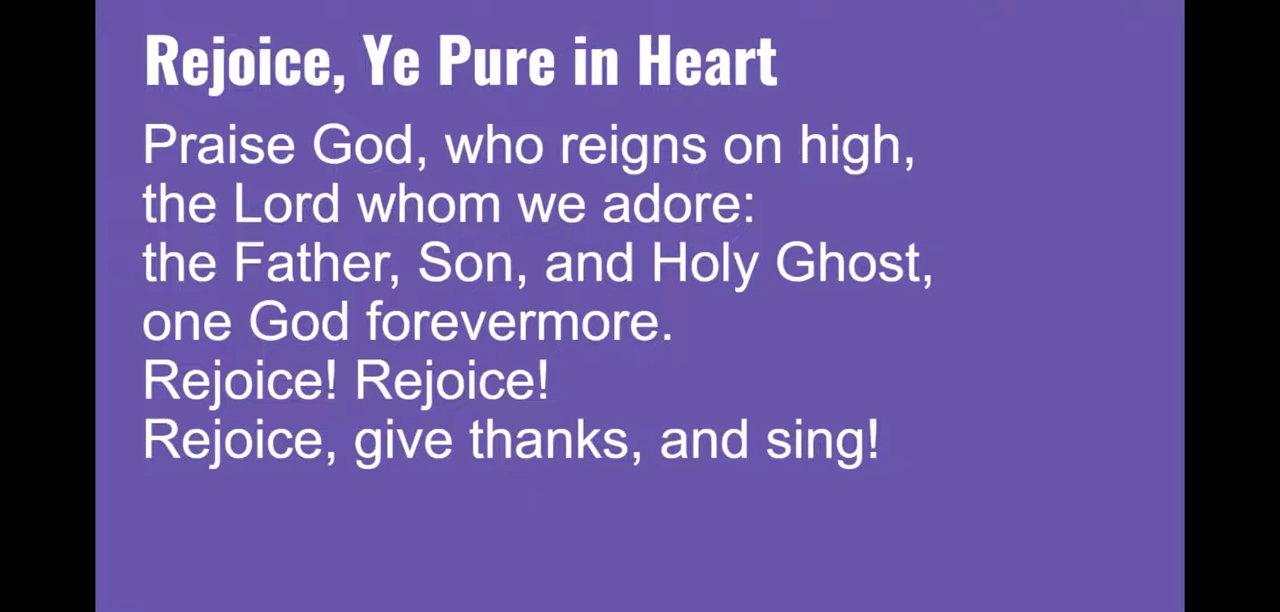 Rejoice, Ye Pure in Heart
Praise God, who reigns on high,
the Lord whom we adore:
the Father, Son, and Holy Ghost,
one God forevermore.
Rejoice! Rejoice!
Rejoice, give thanks, and sing!